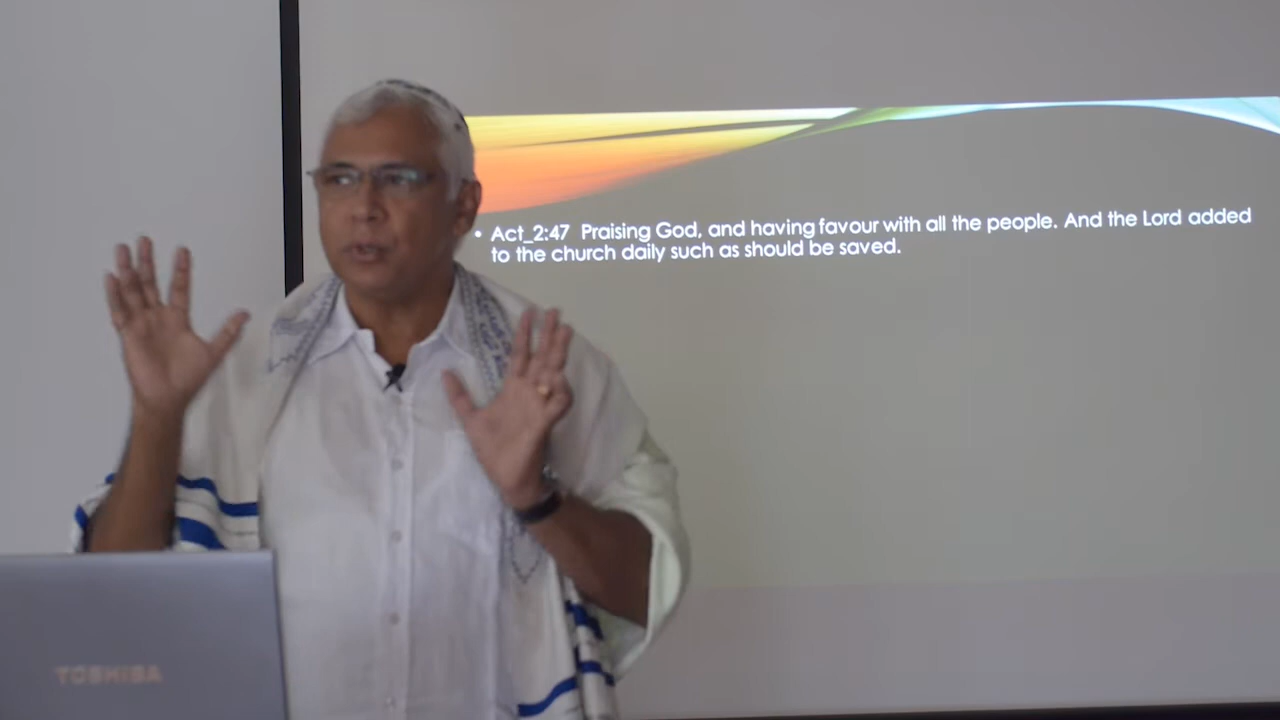 • Act_2:47 Praising God, and having favour with all the people. And the Lord added
to the church daily such as should be saved.
TOSHIBA